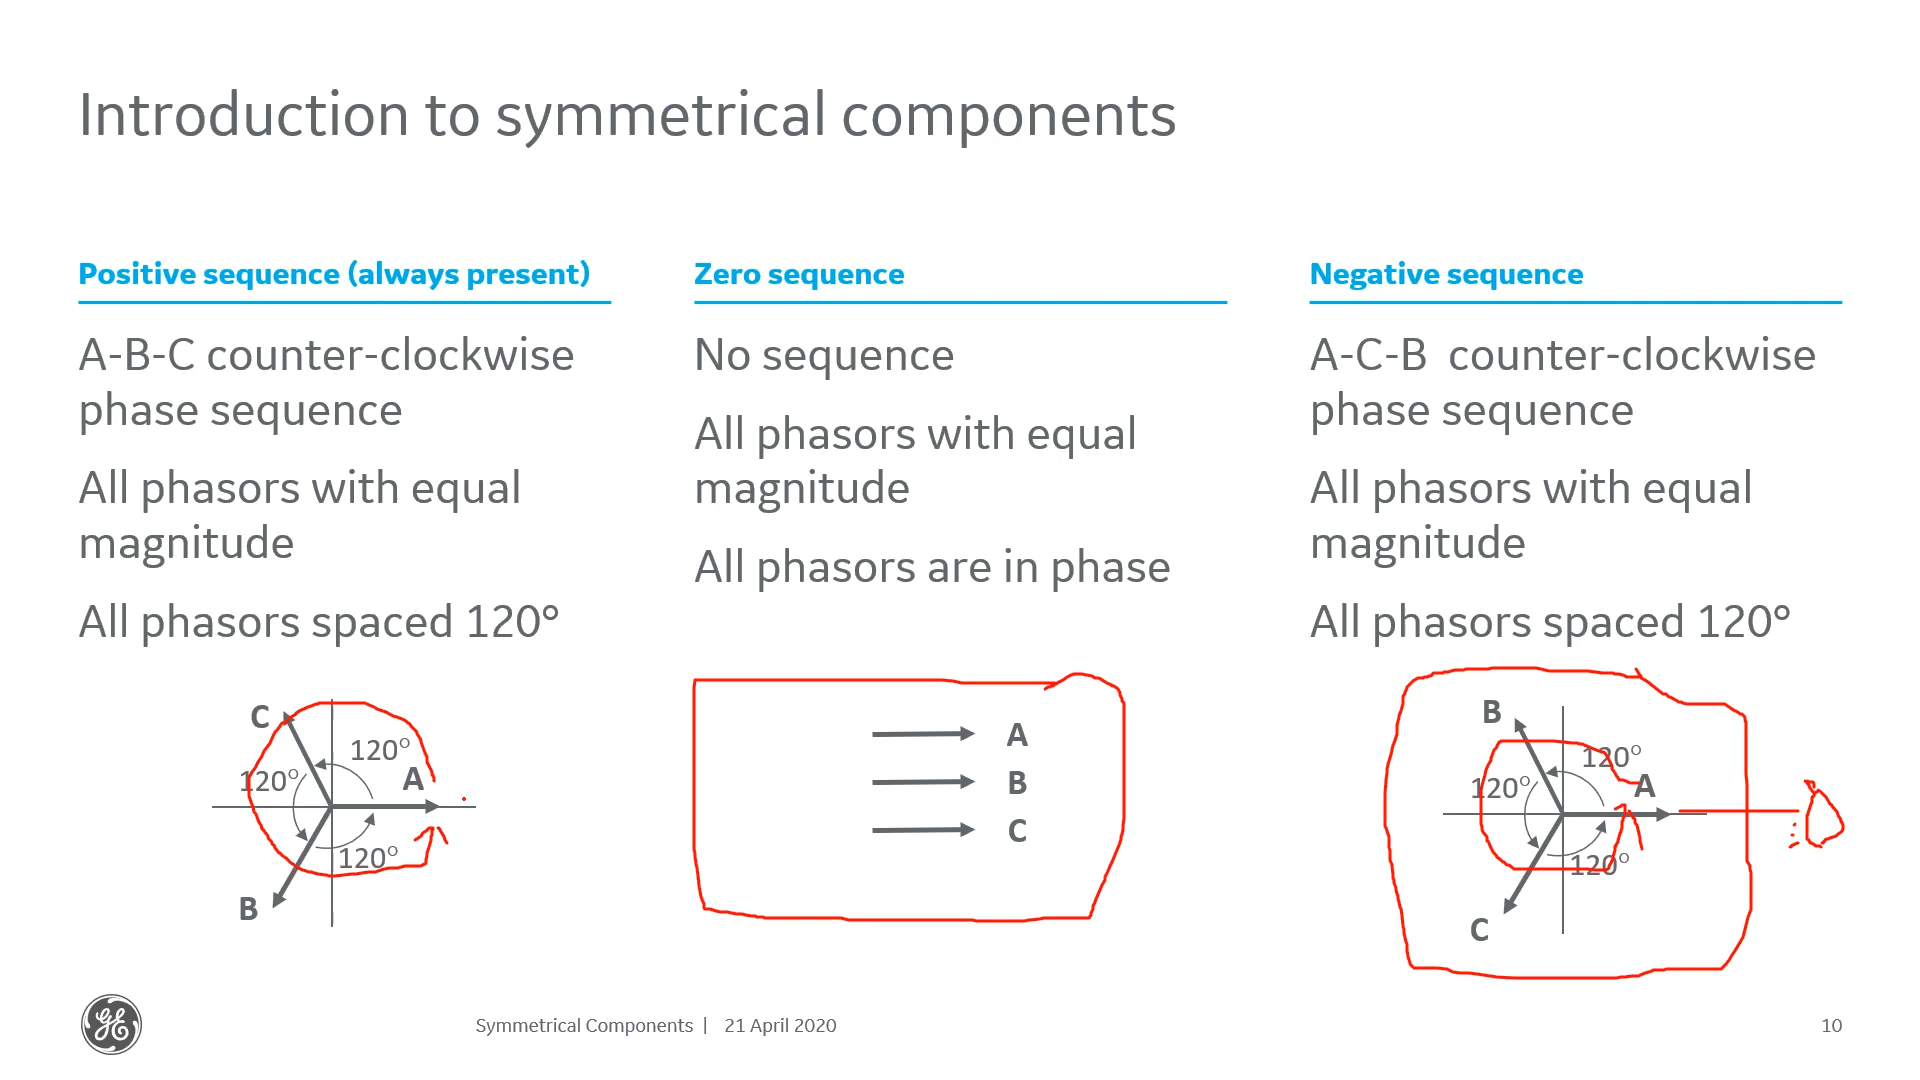 Introduction to symmetrical components
Positive sequence (always present)
A-B-C counter-clockwise
phase sequence
All phasors with equal
magnitude
All phasors spaced 120°
C
120°
120°
A
120°
B
Zero sequence
No sequence
All phasors with equal
magnitude
All phasors are in phase
A
B
C
Negative sequence
A-C-B counter-clockwise
phase sequence
All phasors with equal
magnitude
All phasors spaced 120°
B
120°
120°
A
120°
C
GE
Symmetrical Components | 21 April 2020
10